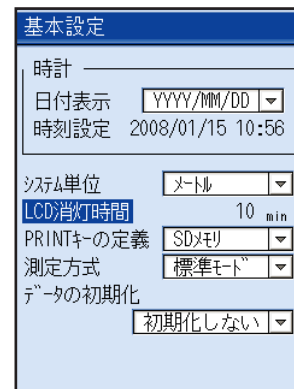 基本設定
時計
日付表示 YYYY/MM/DD
時刻設定 2008/01/15 10:56
ｼｽﾃﾑ単位 ﾒｰﾄﾙ
LCD消灯時間 10 min
PRINTｷｰの定義 SDﾒﾓﾘ
測定方式 標準ﾓｰﾄﾞ
ﾃﾞｰﾀの初期化
初期化しない